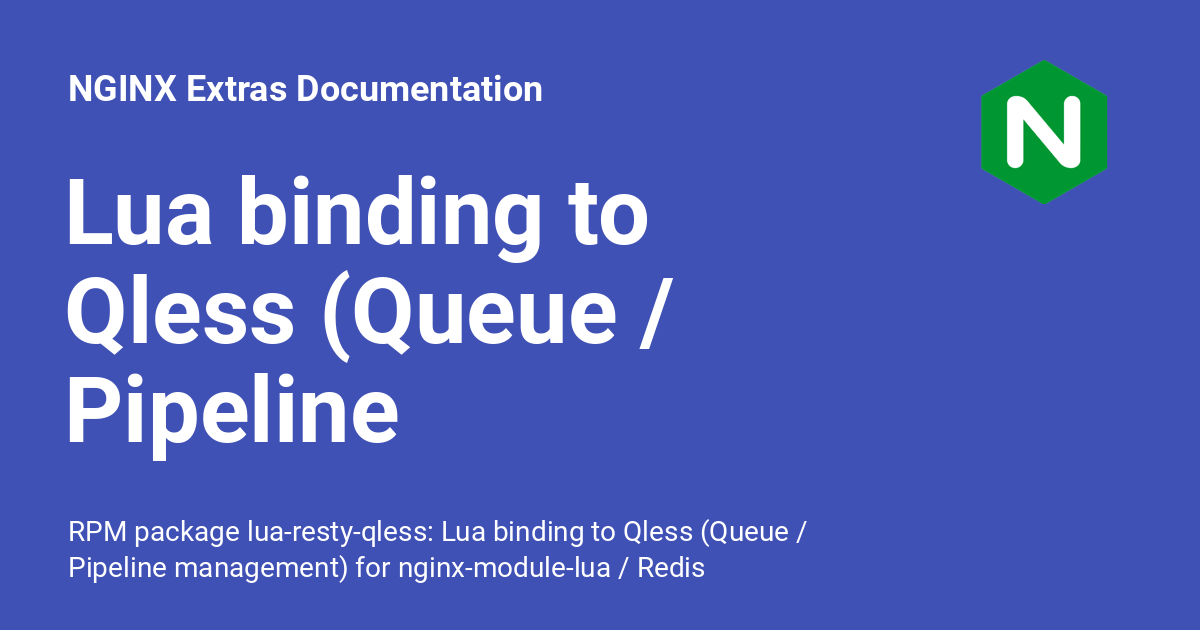 NGINX Extras Documentation
N
Lua binding to
Qless (Queue /
Pipeline
RPM package lua-resty-qless: Lua binding to Qless (Queue /
Pipeline management) for nginx-module-lua / Redis